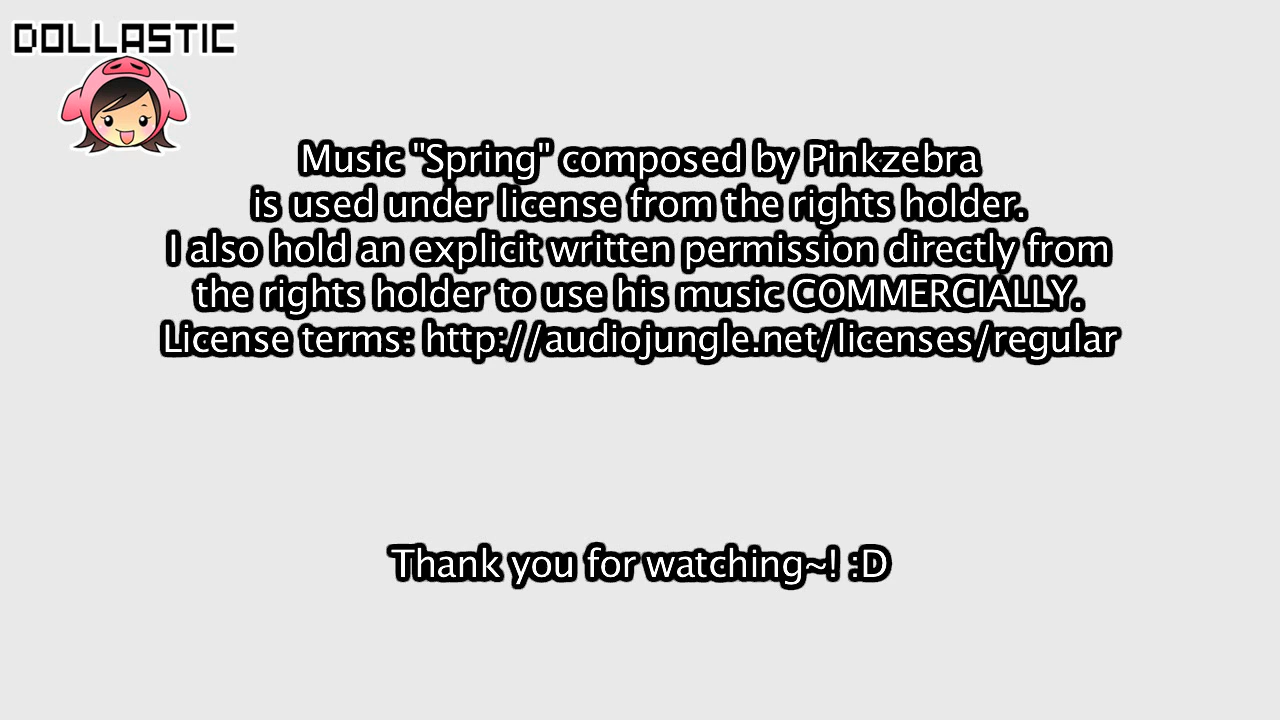 DOLLASTIC
Music "Spring" composed by Pinkzebra
is used under license from the rights holder.
I also hold an explicit written permission directly from
the rights holder to use his music COMMERCIALLY.
License terms: http://audiojungle.net/licenses/regular
Thank you for watching~! :D